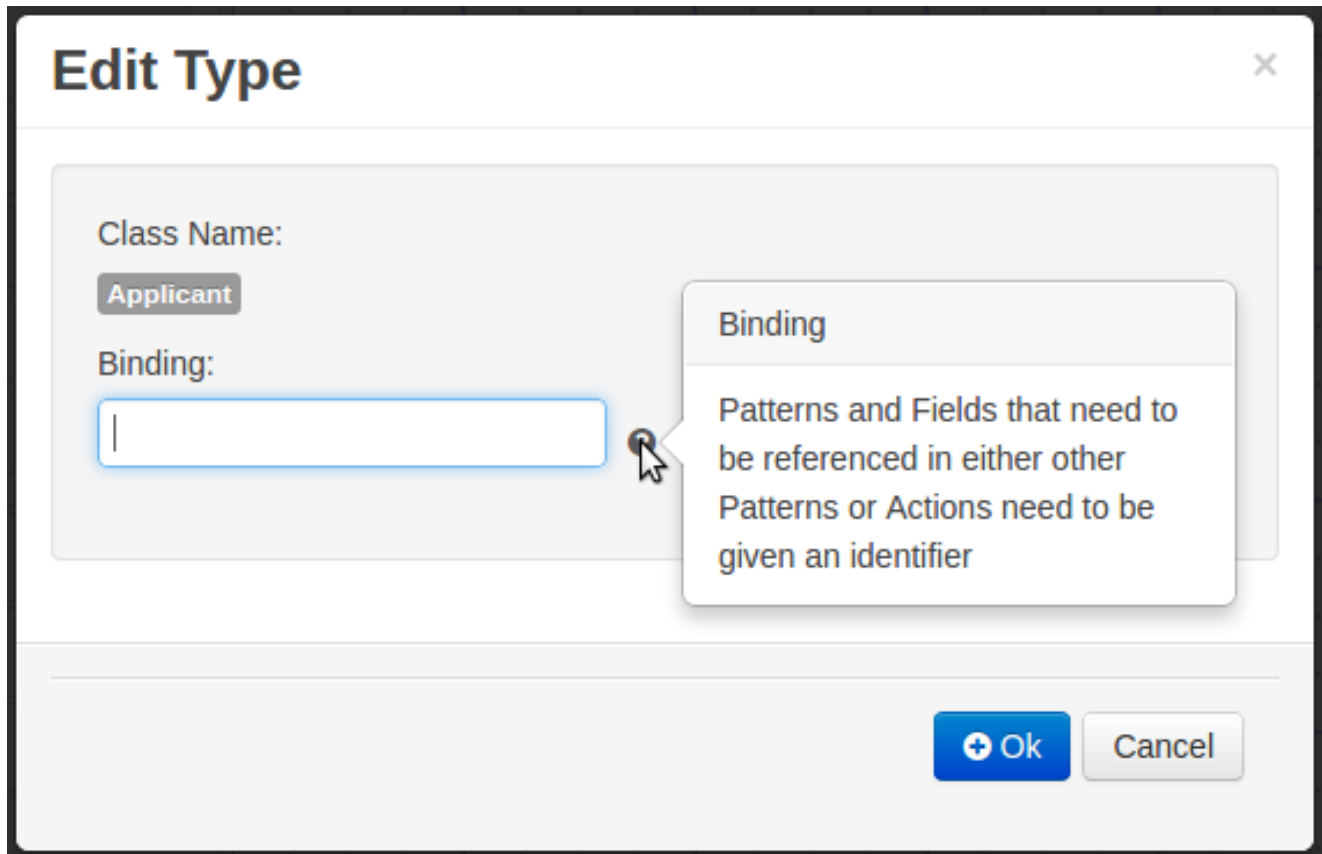 Edit Type
×
Class Name:
Applicant
Binding:
Binding
Patterns and Fields that need to
be referenced in either other
Patterns or Actions need to be
given an identifier
Ok
Cancel